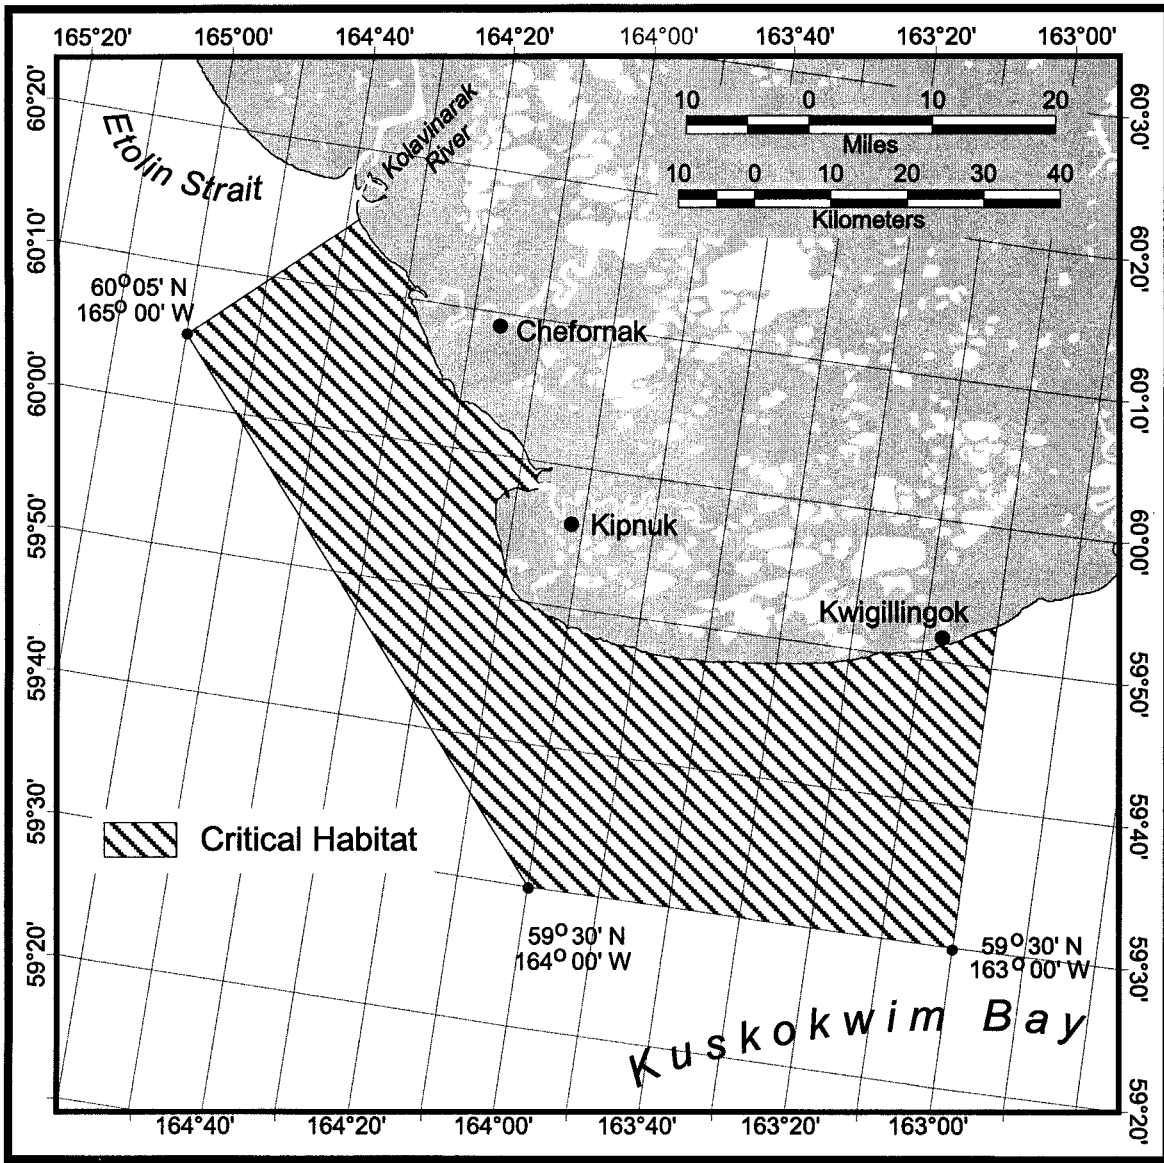 165°20' 165°00' 164°40' 164°20' 164°00' 163°40' 163°20' 163°00'
60°20'
60°10'
60°00'
59°50'
59°40'
59°30'
59°20'
60°30'
60°20'
60°10'
60°00'
59°50'
59°40'
59°30'
59°20'
10 0 10 20
Miles
10 0 10 20 30 40
Kilometers
Etolin Strait
Kolavinarak
River
60° 05' N
165° 00' W
Chefornak
Kipnuk
Kwigillingok
Critical Habitat
59° 30' N
164° 00' W
59° 30' N
163° 00' W
Kuskokwim Bay
164°40' 164°20' 164°00' 163°40' 163°20' 163°00'